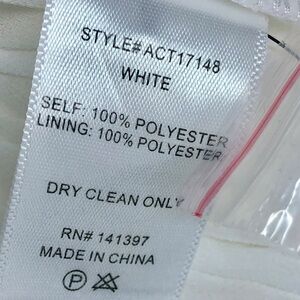 STYLE# ACT17148
WHITE
SELF: 100% POLYESTER
LINING: 100% POLYESTER
DRY CLEAN ONLY
RN# 141397
MADE IN CHINA
P